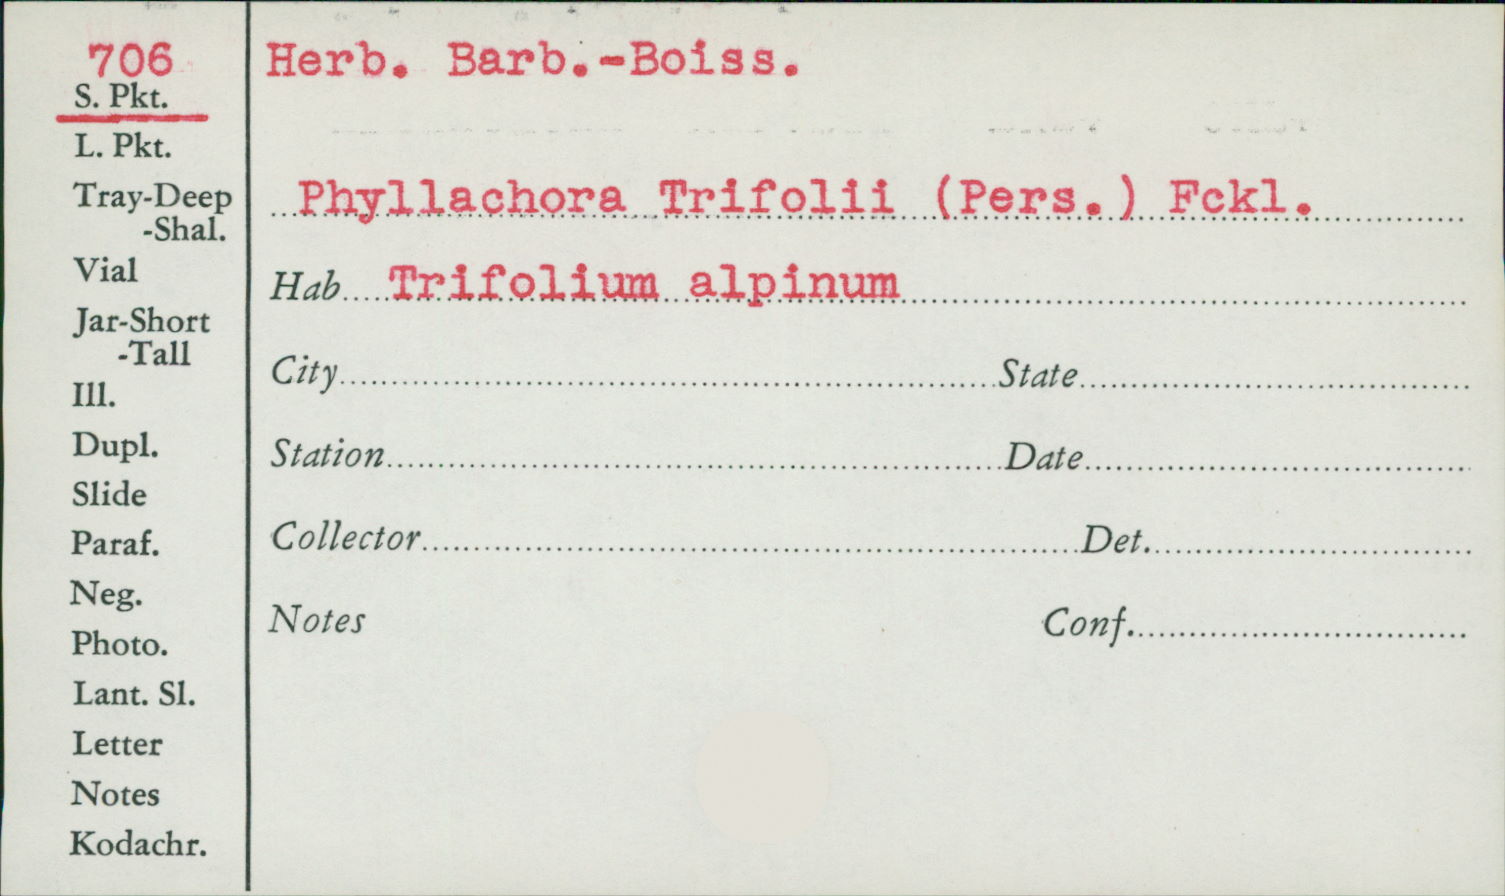 706
S. Pkt.
L. Pkt.
Tray-Deep
-Shal.
Vial
Jar-Short
-Tall
Ill.
Dupl.
Slide
Paraf.
Neg.
Photo.
Lant. Sl.
Letter
Notes
Kodachr.
Herb. Barb.-Boiss.
Phyllachora Trifolii (Pers.) Fckl.
Hab Trifolium alpinum
City State
Station Date
Collector Det.
Notes Conf.